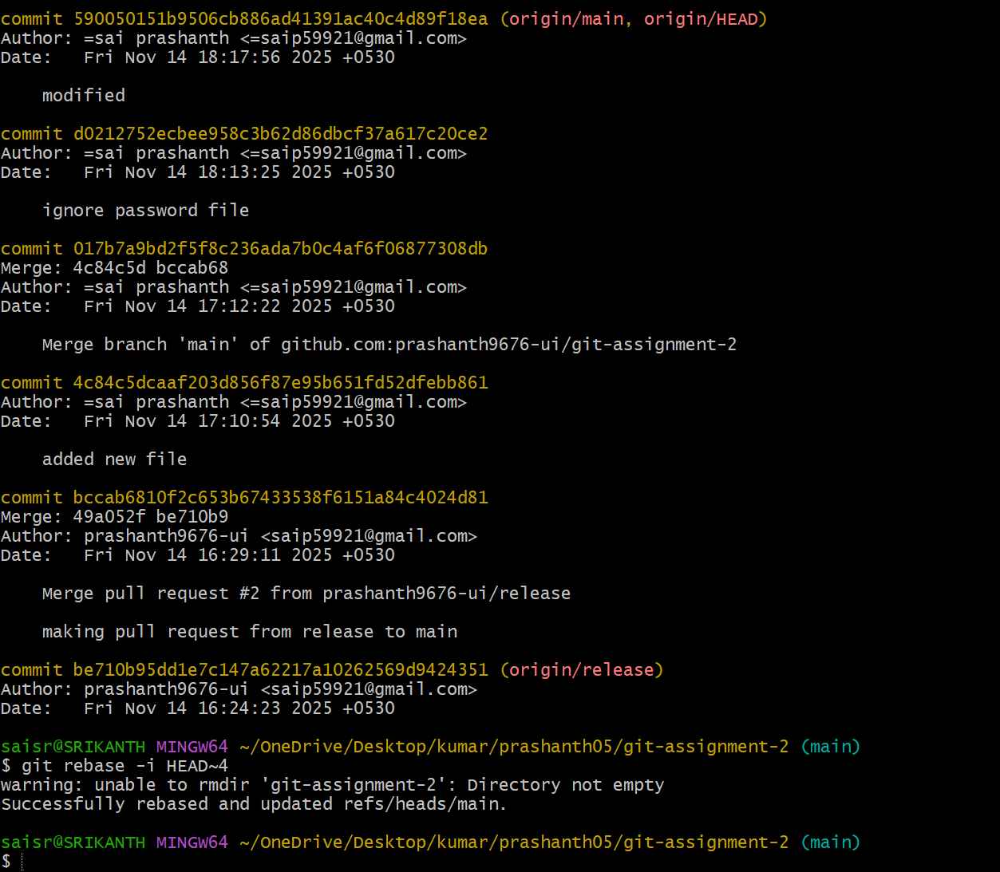 commit 590050151b9506cb886ad41391ac40c4d89f18ea (origin/main, origin/HEAD)
Author: =sai prashanth <=saip59921@gmail.com>
Date:   Fri Nov 14 18:17:56 2025 +0530

    modified

commit d0212752ecbee958c3b62d86dbcf37a617c20ce2
Author: =sai prashanth <=saip59921@gmail.com>
Date:   Fri Nov 14 18:13:25 2025 +0530

    ignore password file

commit 017b7a9bd2f5f8c236ada7b0c4af6f06877308db
Merge: 4c84c5d bccab68
Author: =sai prashanth <=saip59921@gmail.com>
Date:   Fri Nov 14 17:12:22 2025 +0530

    Merge branch 'main' of github.com:prashanth9676-ui/git-assignment-2

commit 4c84c5dcaaf203d856f87e95b651fd52dfebb861
Author: =sai prashanth <=saip59921@gmail.com>
Date:   Fri Nov 14 17:10:54 2025 +0530

    added new file

commit bccab6810f2c653b67433538f6151a84c4024d81
Merge: 49a052f be710b9
Author: prashanth9676-ui <saip59921@gmail.com>
Date:   Fri Nov 14 16:29:11 2025 +0530

    Merge pull request #2 from prashanth9676-ui/release

    making pull request from release to main

commit be710b95dd1e7c147a62217a10262569d9424351 (origin/release)
Author: prashanth9676-ui <saip59921@gmail.com>
Date:   Fri Nov 14 16:24:23 2025 +0530

saisr@SRIKANTH MINGW64 ~/OneDrive/Desktop/kumar/prashanth05/git-assignment-2 (main)
$ git rebase -i HEAD~4
warning: unable to rmdir 'git-assignment-2': Directory not empty
Successfully rebased and updated refs/heads/main.

saisr@SRIKANTH MINGW64 ~/OneDrive/Desktop/kumar/prashanth05/git-assignment-2 (main)
$